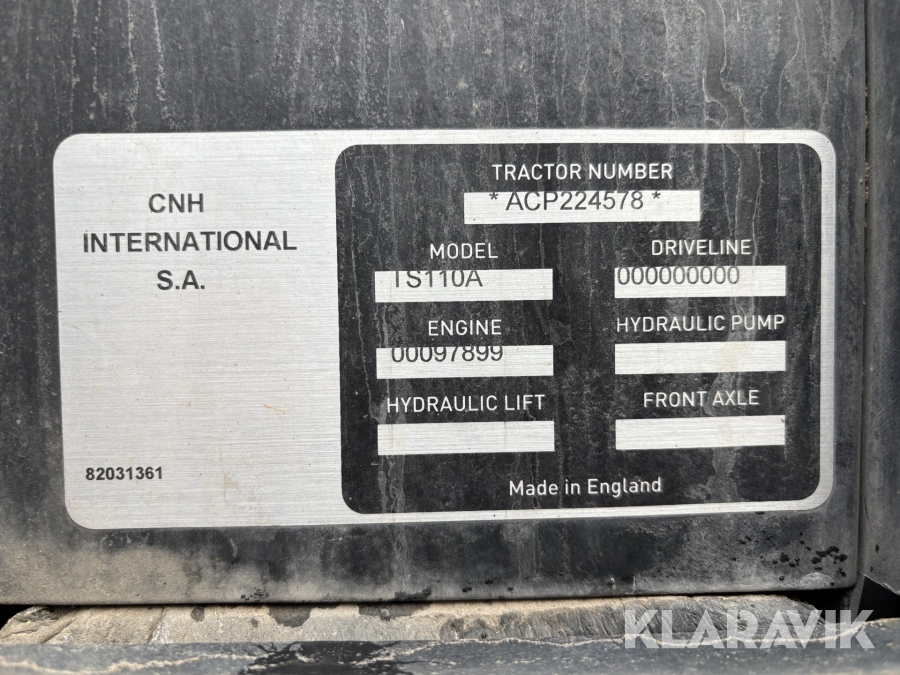 CNH
INTERNATIONAL
S.A.
82031361
TRACTOR NUMBER
* ACP224578 *
MODEL
TS110A
DRIVELINE
000000000
ENGINE
00097899
HYDRAULIC PUMP
HYDRAULIC LIFT
FRONT AXLE
Made in England
KLARAVIK